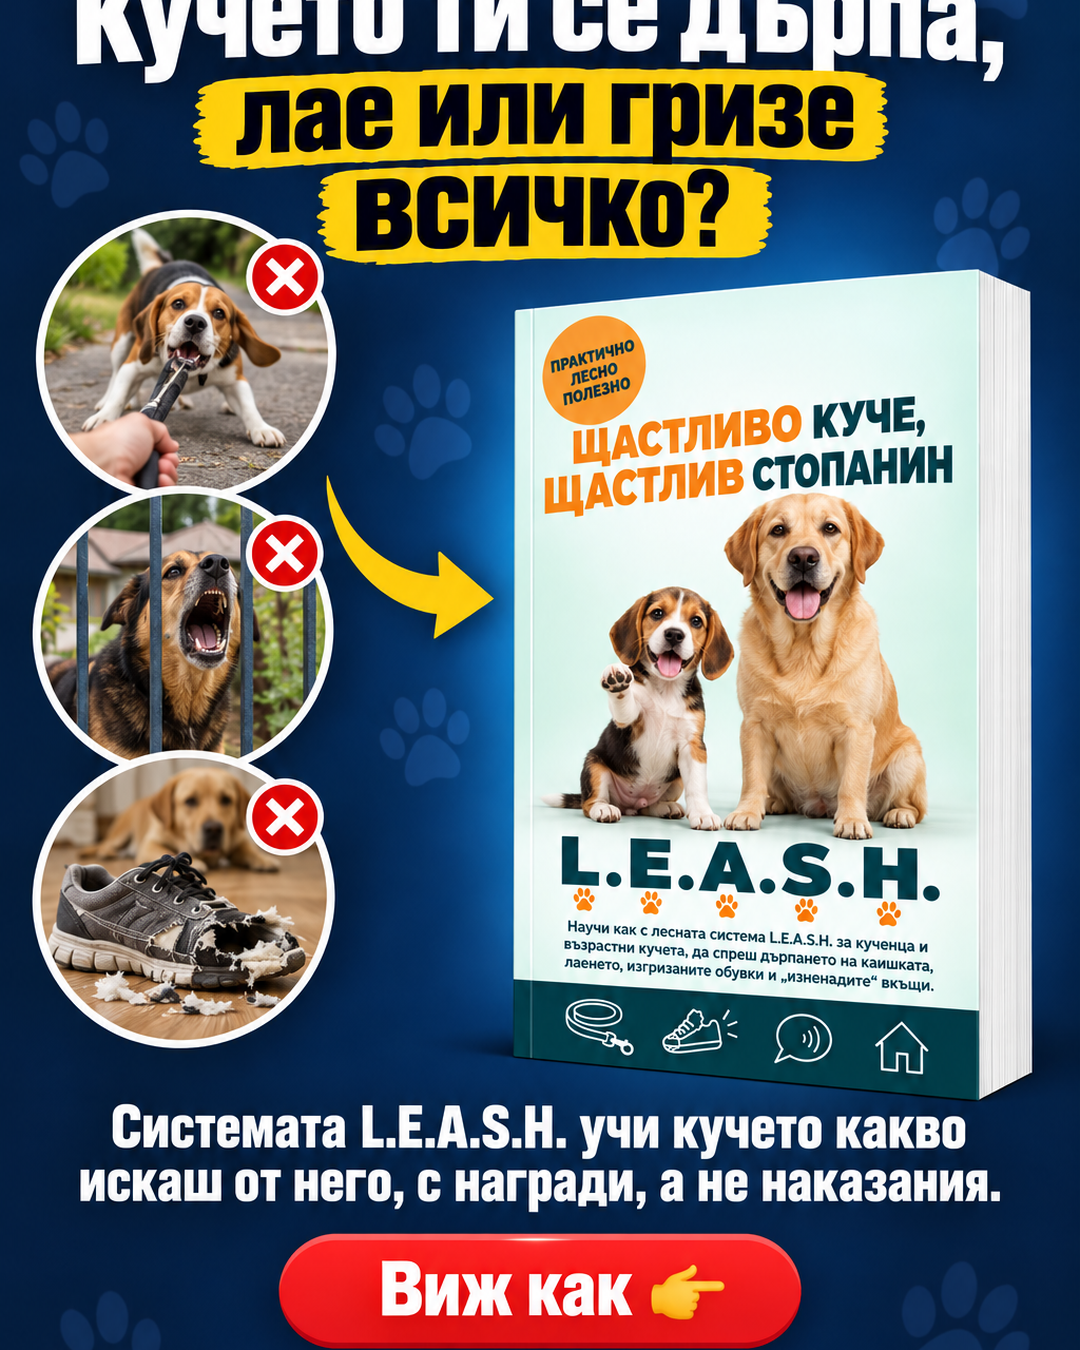 Кучето ти се дърпа,
лае или гризе
всичко?
ПРАКТИЧНО
ЛЕСНО
ПОЛЕЗНО
ЩАСТЛИВО КУЧЕ,
ЩАСТЛИВ СТОПАНИН
L.E.A.S.H.
Научи как с лесната система L.E.A.S.H. за кученца и
възрастни кучета, да спреш дърпането на каишката,
лаенето, изгризаните обувки и „изненадите“ вкъщи.
Системата L.E.A.S.H. учи кучето какво
искаш от него, с награди, а не наказания.
Виж как